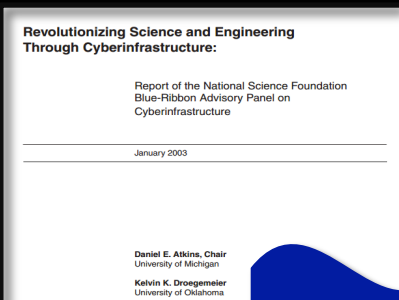 Revolutionizing Science and Engineering
Through Cyberinfrastructure:
Report of the National Science Foundation
Blue-Ribbon Advisory Panel on
Cyberinfrastructure
January 2003
Daniel E. Atkins, Chair
University of Michigan
Kelvin K. Droegemeier
University of Oklahoma